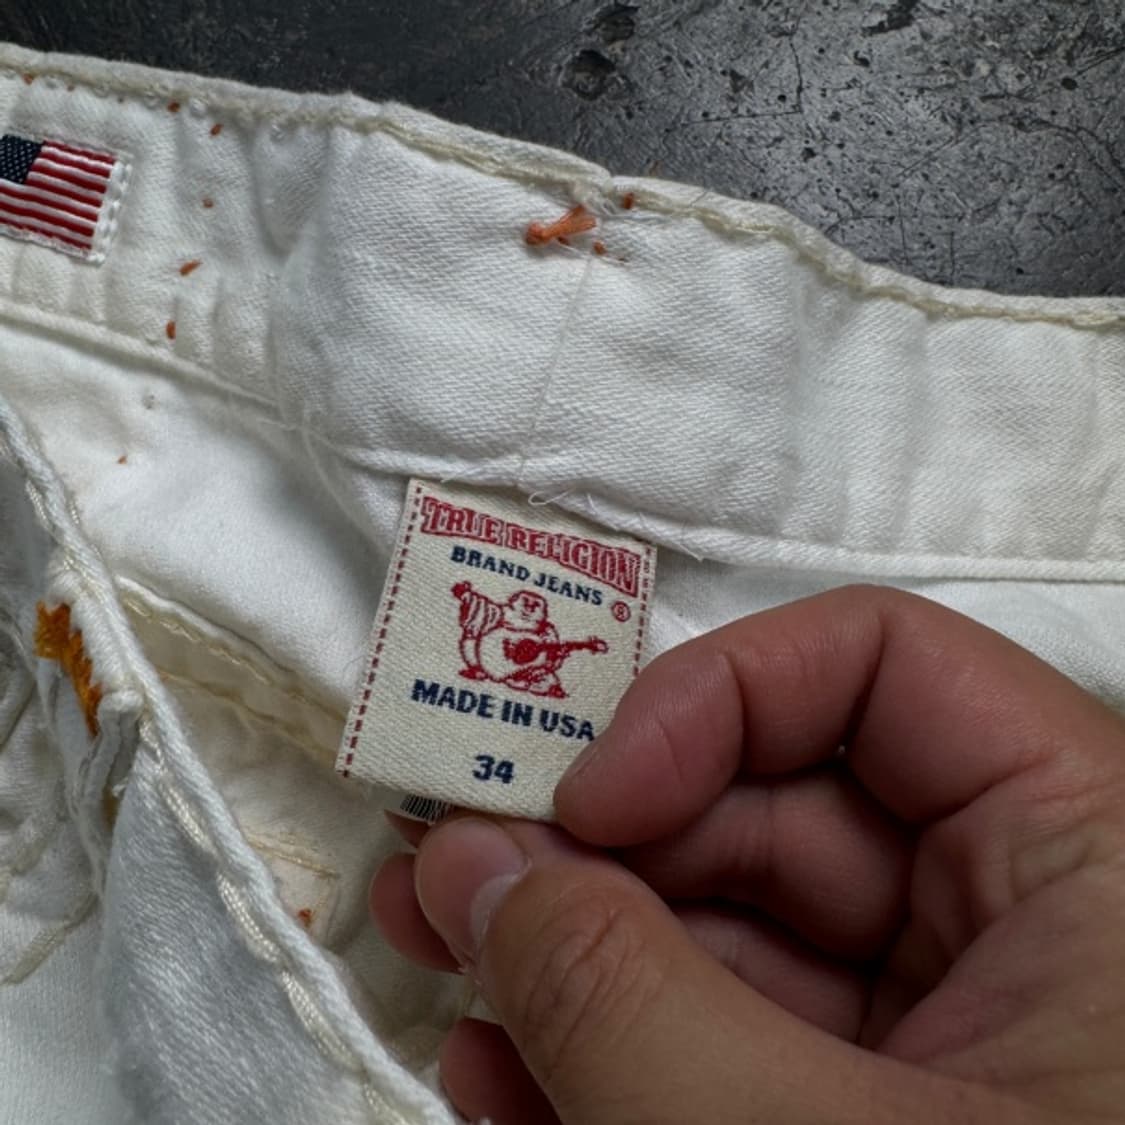 TRUE RELIGION
BRAND JEANS ®
MADE IN USA
34